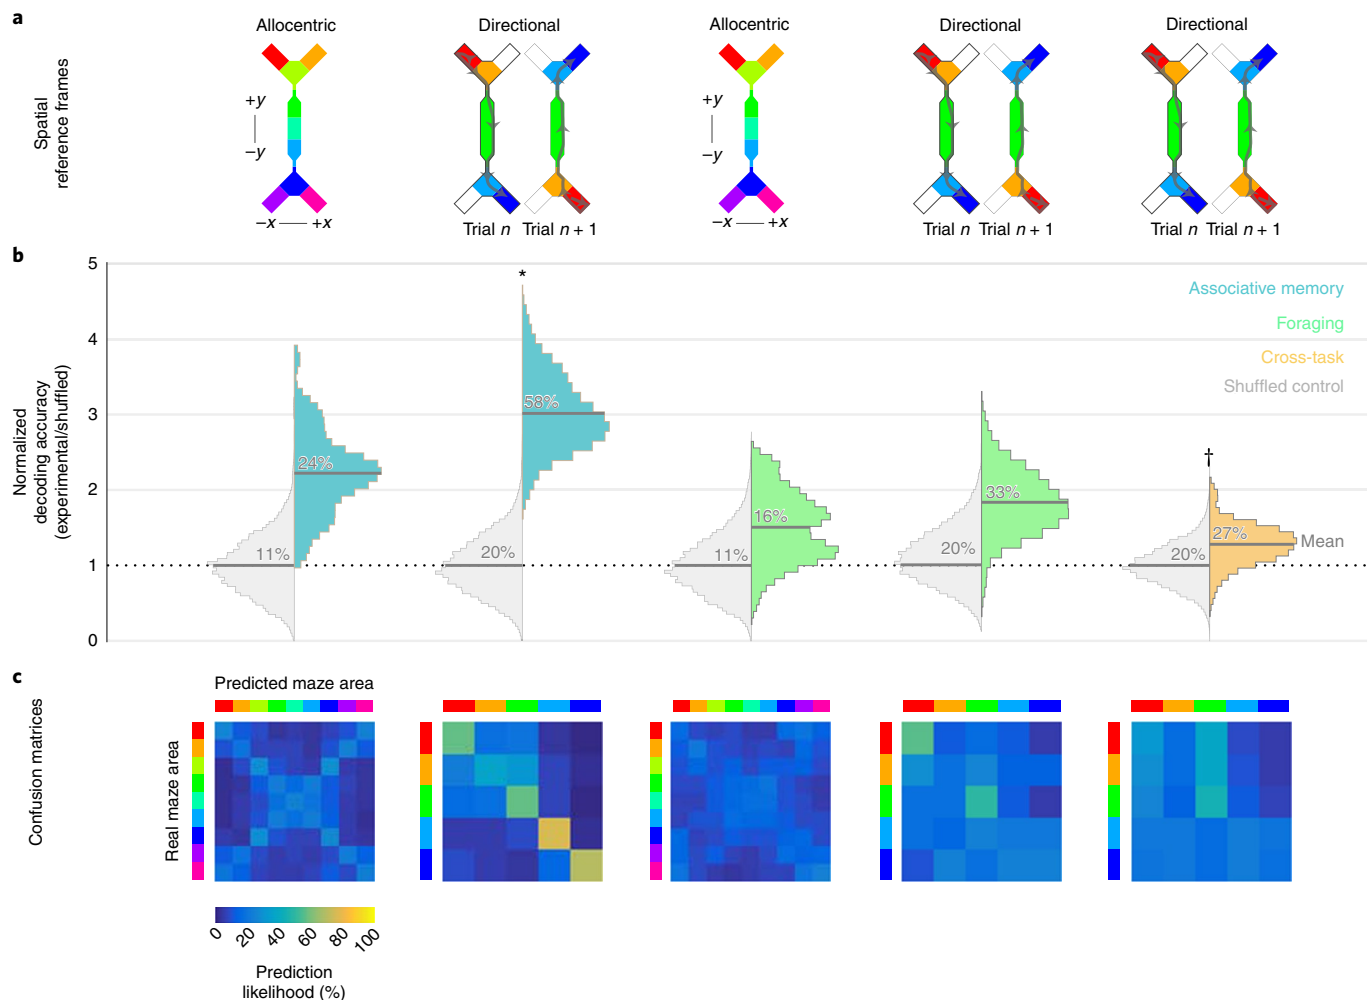 a
Allocentric
Directional
Allocentric
Directional
Directional
Spatial
reference frames
+y
−y
−x
+x
Trial n
Trial n + 1
+y
−y
−x
+x
Trial n
Trial n + 1
Trial n
Trial n + 1
b
Normalized
decoding accuracy
(experimental/shuffled)
5
4
3
2
1
0
*
†
Associative memory
Foraging
Cross-task
Shuffled control
11%
24%
20%
58%
11%
16%
20%
33%
20%
27%
Mean
c
Confusion matrices
Predicted maze area
Real maze area
0
20
40
60
80
100
Prediction
likelihood (%)